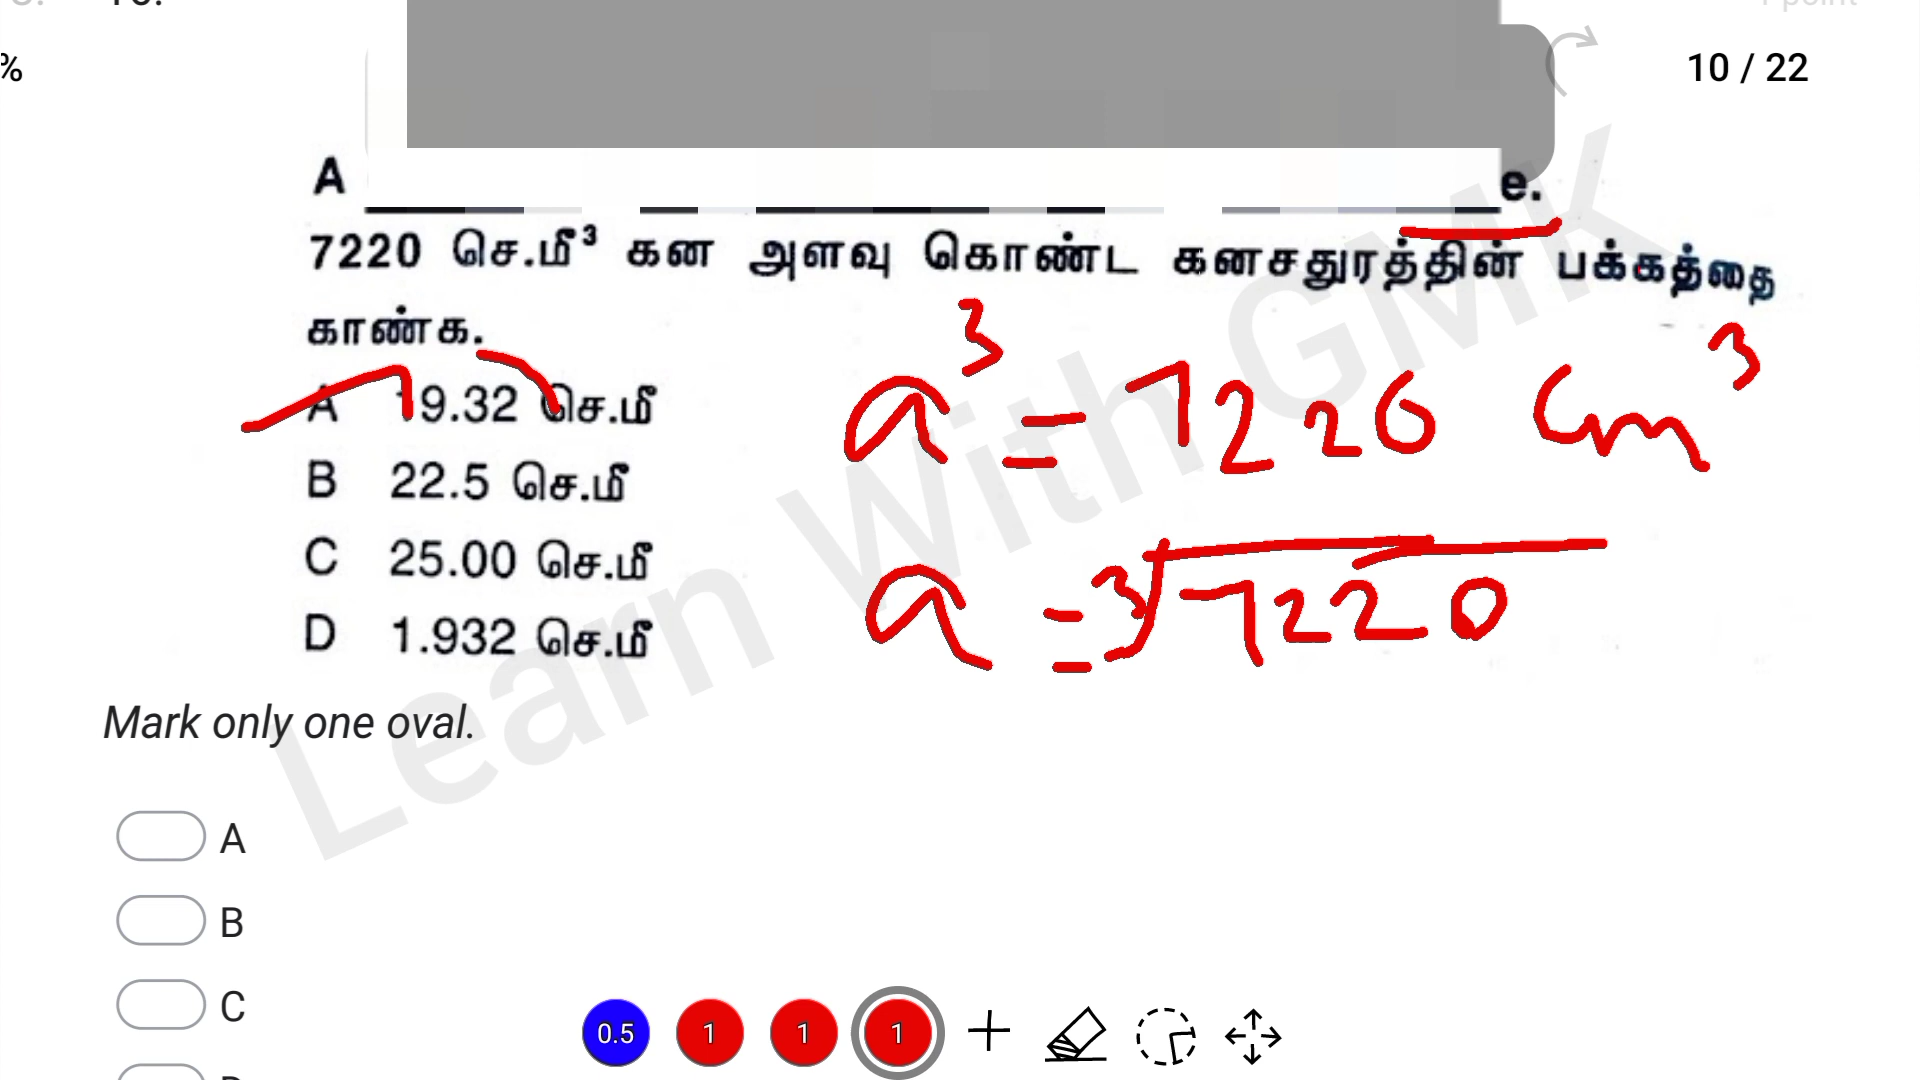 10 / 22
%
A
e.
7220 செ.மீ³ கன அளவு கொண்ட கனசதுரத்தின் பக்கத்தை
காண்க.
A 19.32 செ.மீ
B 22.5 செ.மீ
C 25.00 செ.மீ
D 1.932 செ.மீ
a³ = 7220 cm³
a = ³√7220
Mark only one oval.
A
B
C
0.5 1 1 1
Learn With GMK